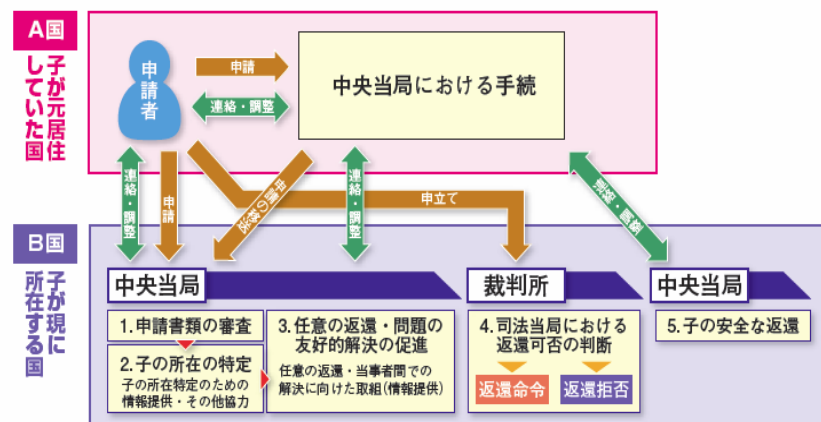 A国
子が元居住
していた国
申請者
申請
連絡・調整
中央当局における手続
連絡・調整
申請
申請の移送
連絡・調整
申立て
連絡・調整
B国
子が現に
所在する国
中央当局
裁判所
中央当局
1.申請書類の審査
2.子の所在の特定
子の所在特定のための
情報提供・その他協力
3.任意の返還・問題の
友好的解決の促進
任意の返還・当事者間での
解決に向けた取組(情報提供)
4.司法当局における
返還可否の判断
返還命令
返還拒否
5.子の安全な返還